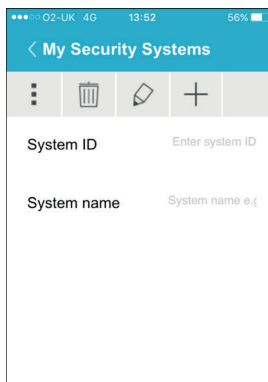 O2-UK 4G 13:52 56%
My Security Systems
System ID Enter system ID
System name System name e.g